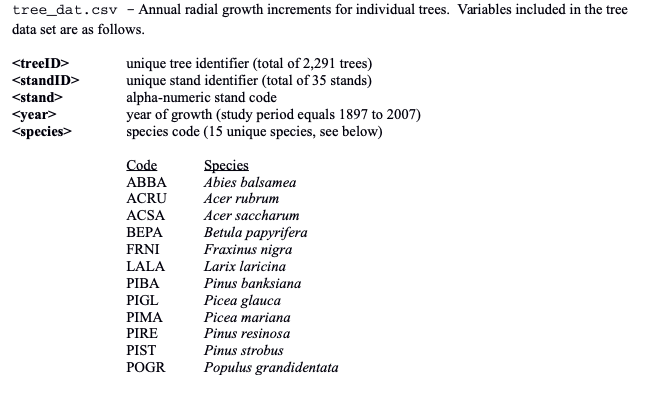 tree_dat.csv – Annual radial growth increments for individual trees. Variables included in the tree
data set are as follows.
<treeID> unique tree identifier (total of 2,291 trees)
<standID> unique stand identifier (total of 35 stands)
<stand> alpha-numeric stand code
<year> year of growth (study period equals 1897 to 2007)
<species> species code (15 unique species, see below)
Code Species
ABBA Abies balsamea
ACRU Acer rubrum
ACSA Acer saccharum
BEPA Betula papyrifera
FRNI Fraxinus nigra
LALA Larix laricina
PIBA Pinus banksiana
PIGL Picea glauca
PIMA Picea mariana
PIRE Pinus resinosa
PIST Pinus strobus
POGR Populus grandidentata